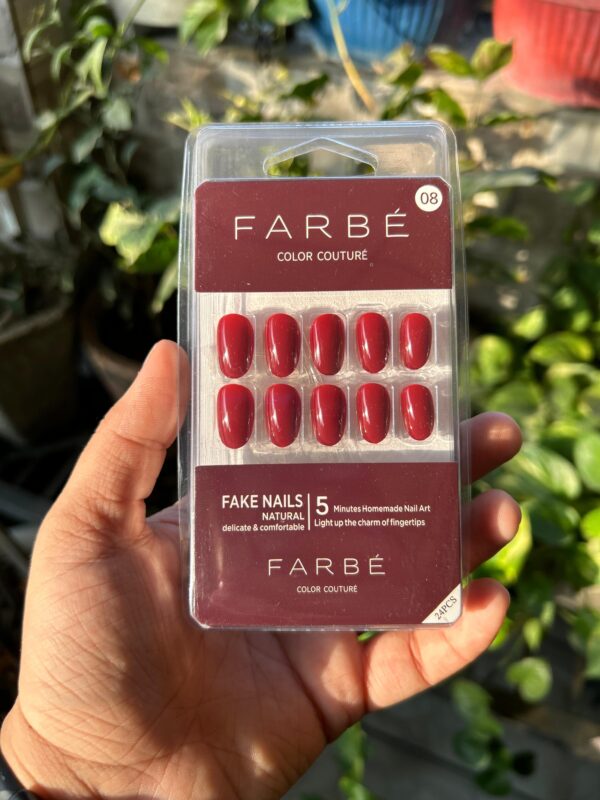 08
FARBÉ
COLOR COUTURÉ
FAKE NAILS
NATURAL
delicate & comfortable
5 Minutes Homemade Nail Art
Light up the charm of fingertips
FARBÉ
COLOR COUTURÉ
24PCS